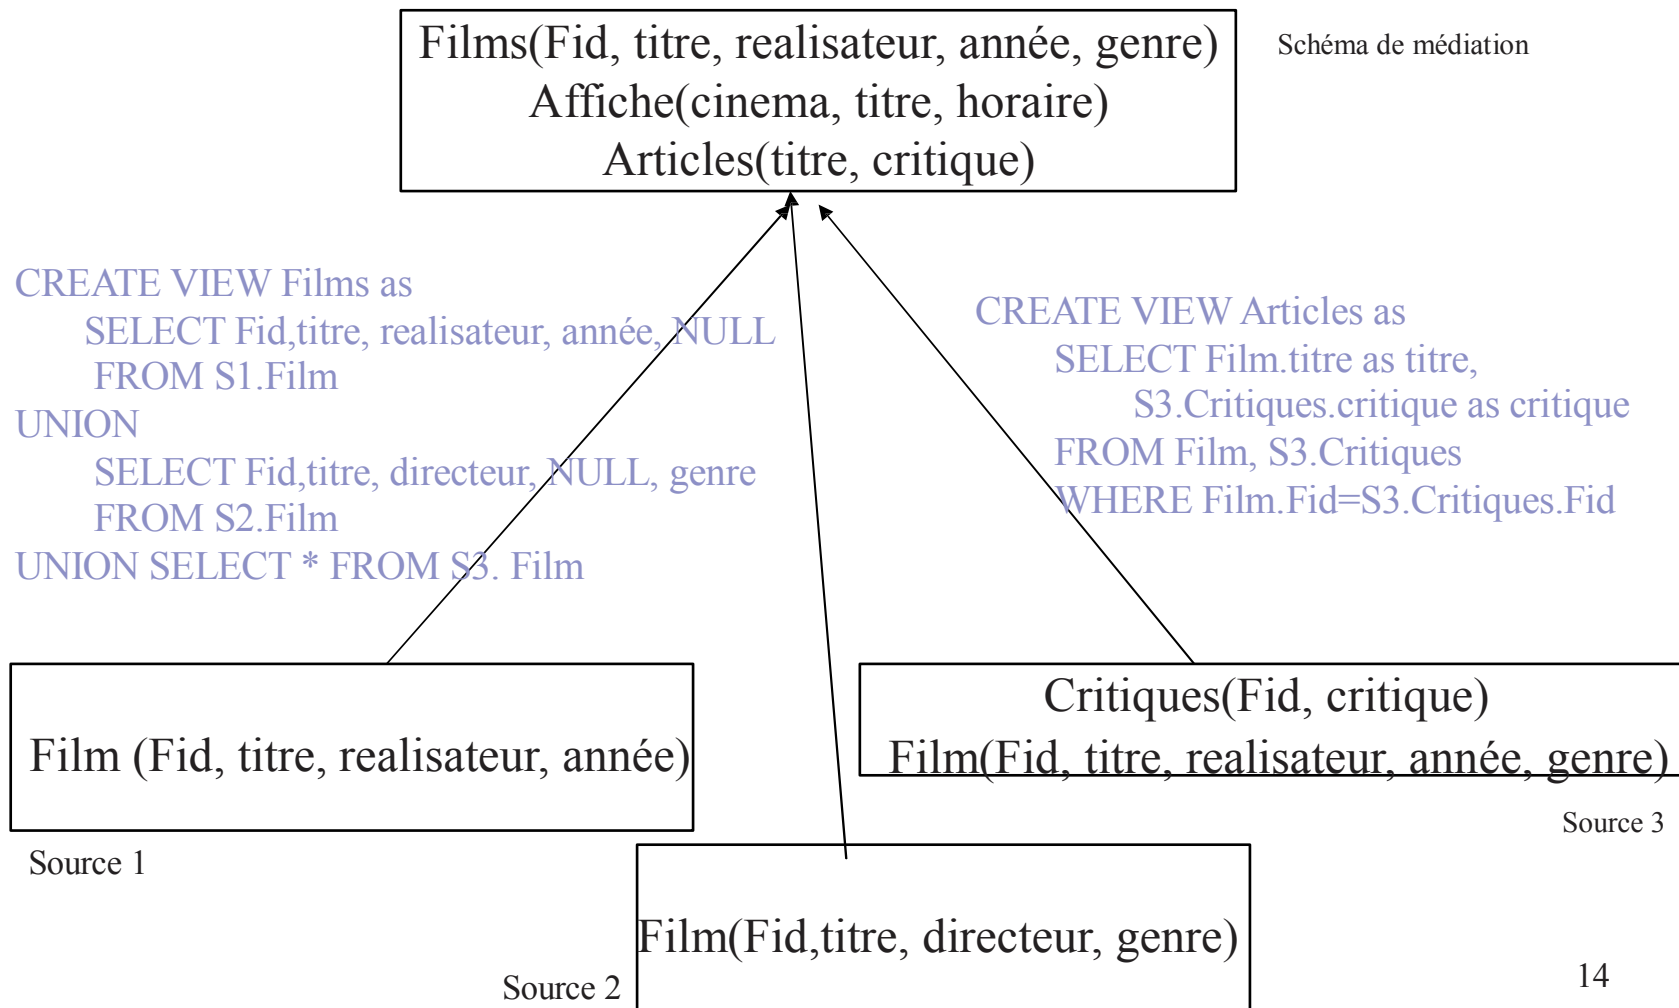 Films(Fid, titre, realisateur, année, genre)
Affiche(cinema, titre, horaire)
Articles(titre, critique)
Schéma de médiation
CREATE VIEW Films as
SELECT Fid,titre, realisateur, année, NULL
FROM S1.Film
UNION
SELECT Fid,titre, directeur, NULL, genre
FROM S2.Film
UNION SELECT * FROM S3. Film
CREATE VIEW Articles as
SELECT Film.titre as titre,
S3.Critiques.critique as critique
FROM Film, S3.Critiques
WHERE Film.Fid=S3.Critiques.Fid
Film (Fid, titre, realisateur, année)
Source 1
Critiques(Fid, critique)
Film(Fid, titre, realisateur, année, genre)
Source 3
Film(Fid,titre, directeur, genre)
Source 2
14